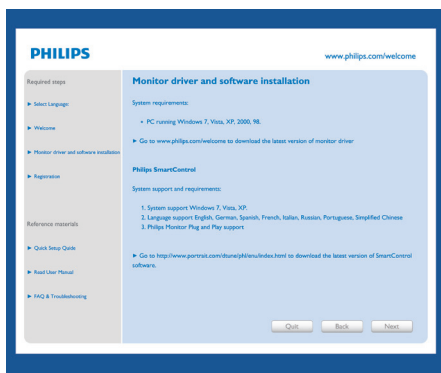 PHILIPS
www.philips.com/welcome
Required steps
Select Language:
Welcome
Monitor driver and software installation
Registration
Reference materials
Quick Setup Quide
Read User Manual
FAQ & Troubleshooting
Monitor driver and software installation
System requirements:
• PC running Windows 7, Vista, XP, 2000, 98.
Go to www.philips.com/welcome to download the latest version of monitor driver
Philips SmartControl
System support and requirements:
1. System support Windows 7, Vista, XP.
2. Language support English, German, Spanish, French, Italian, Russian, Portuguese, Simplified Chinese
3. Philips Monitor Plug and Play support
Go to http://www.portrait.com/dtune/phl/enu/index.html to download the latest version of SmartControl
software.
Quit Back Next